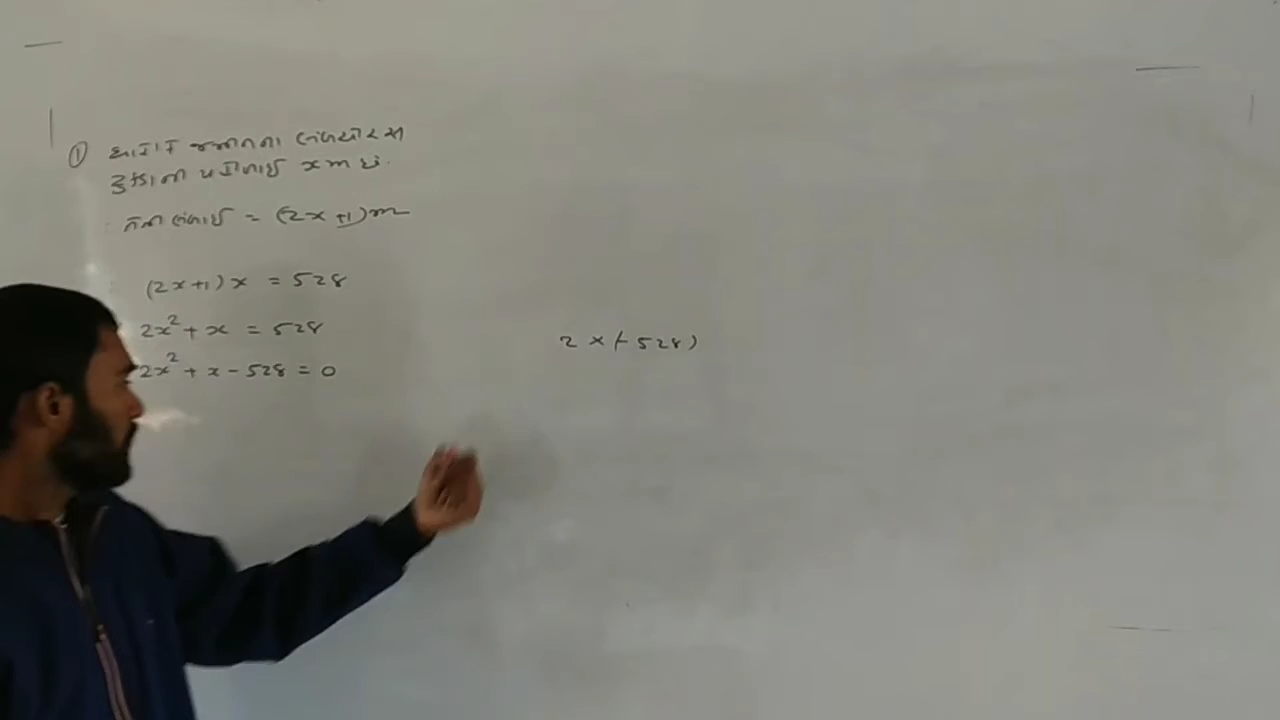 ① ધારો કે જમીનના લંબચોરસ
ટુકડાની પહોળાઈ x m છે.
તેની લંબાઈ = (2x+1)m
(2x+1)x = 528
2x² + x = 528
2x² + x - 528 = 0
2 × (-528)